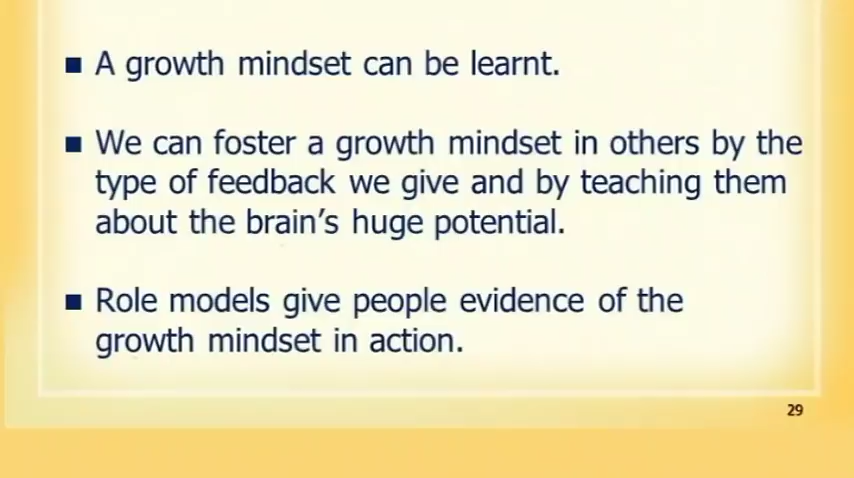 ■ A growth mindset can be learnt.
■ We can foster a growth mindset in others by the
type of feedback we give and by teaching them
about the brain’s huge potential.
■ Role models give people evidence of the
growth mindset in action.
29